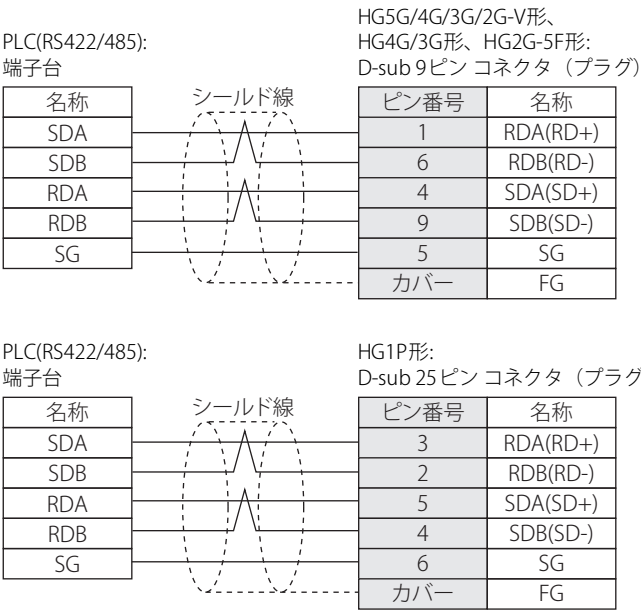 HG5G/4G/3G/2G-V形、
PLC(RS422/485): HG4G/3G形、HG2G-5F形:
端子台 D-sub 9ピン コネクタ（プラグ）
名称 シールド線 ピン番号 名称
SDA 1 RDA(RD+)
SDB 6 RDB(RD-)
RDA 4 SDA(SD+)
RDB 9 SDB(SD-)
SG 5 SG
カバー FG
PLC(RS422/485): HG1P形:
端子台 D-sub 25ピン コネクタ（プラグ
名称 シールド線 ピン番号 名称
SDA 3 RDA(RD+)
SDB 2 RDB(RD-)
RDA 5 SDA(SD+)
RDB 4 SDB(SD-)
SG 6 SG
カバー FG